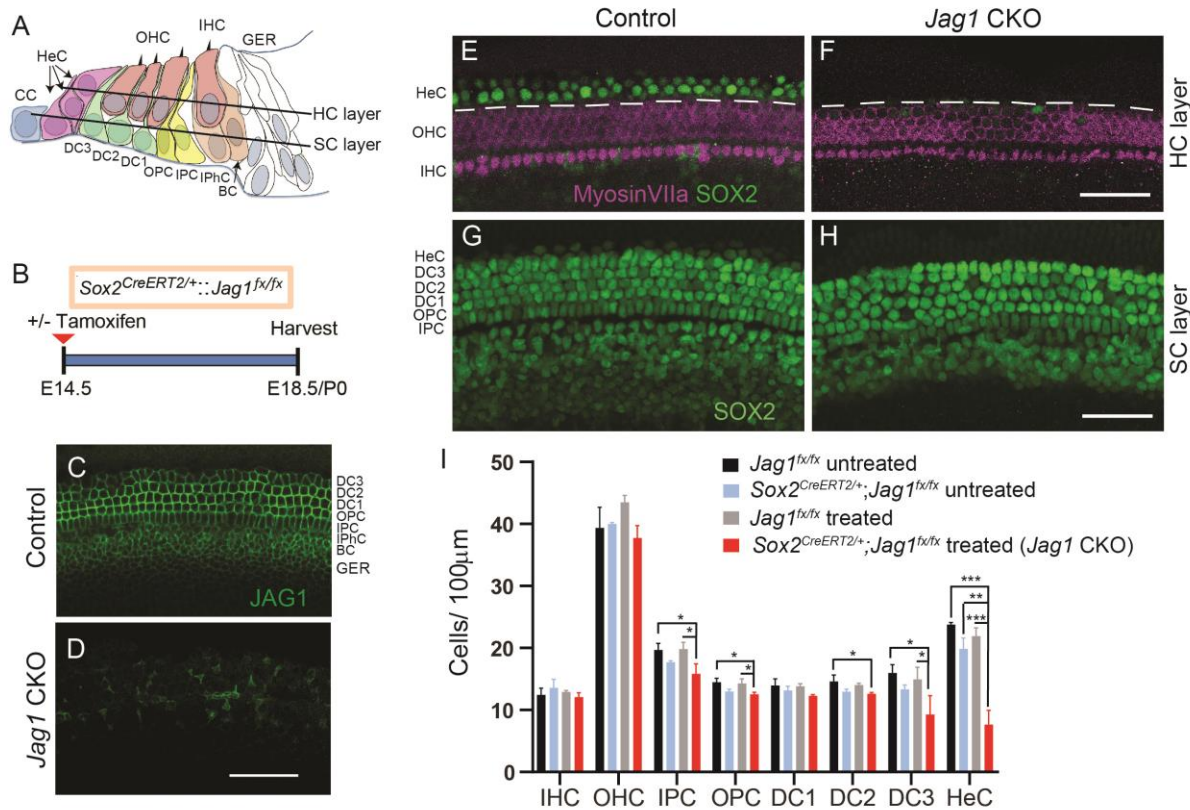 A
IHC
OHC
GER
HeC
CC
HC layer
SC layer
DC3
DC2
DC1
OPC
IPC
IPhC
BC
B
Sox2CreERT2/+::Jag1fx/fx
+/- Tamoxifen
Harvest
E14.5
E18.5/P0
C
Control
DC3
DC2
DC1
OPC
IPC
IPhC
BC
GER
JAG1
D
Jag1 CKO
Control
Jag1 CKO
E
F
HeC
OHC
IHC
MyosinVIIa SOX2
HC layer
G
H
HeC
DC3
DC2
DC1
OPC
IPC
SOX2
SC layer
I
Jag1fx/fx untreated
Sox2CreERT2/+;Jag1fx/fx untreated
Jag1fx/fx treated
Sox2CreERT2/+;Jag1fx/fx treated (Jag1 CKO)
Cells/ 100µm
50
40
30
20
10
0
*
*
*
*
*
*
*
***
**
***
IHC OHC IPC OPC DC1 DC2 DC3 HeC